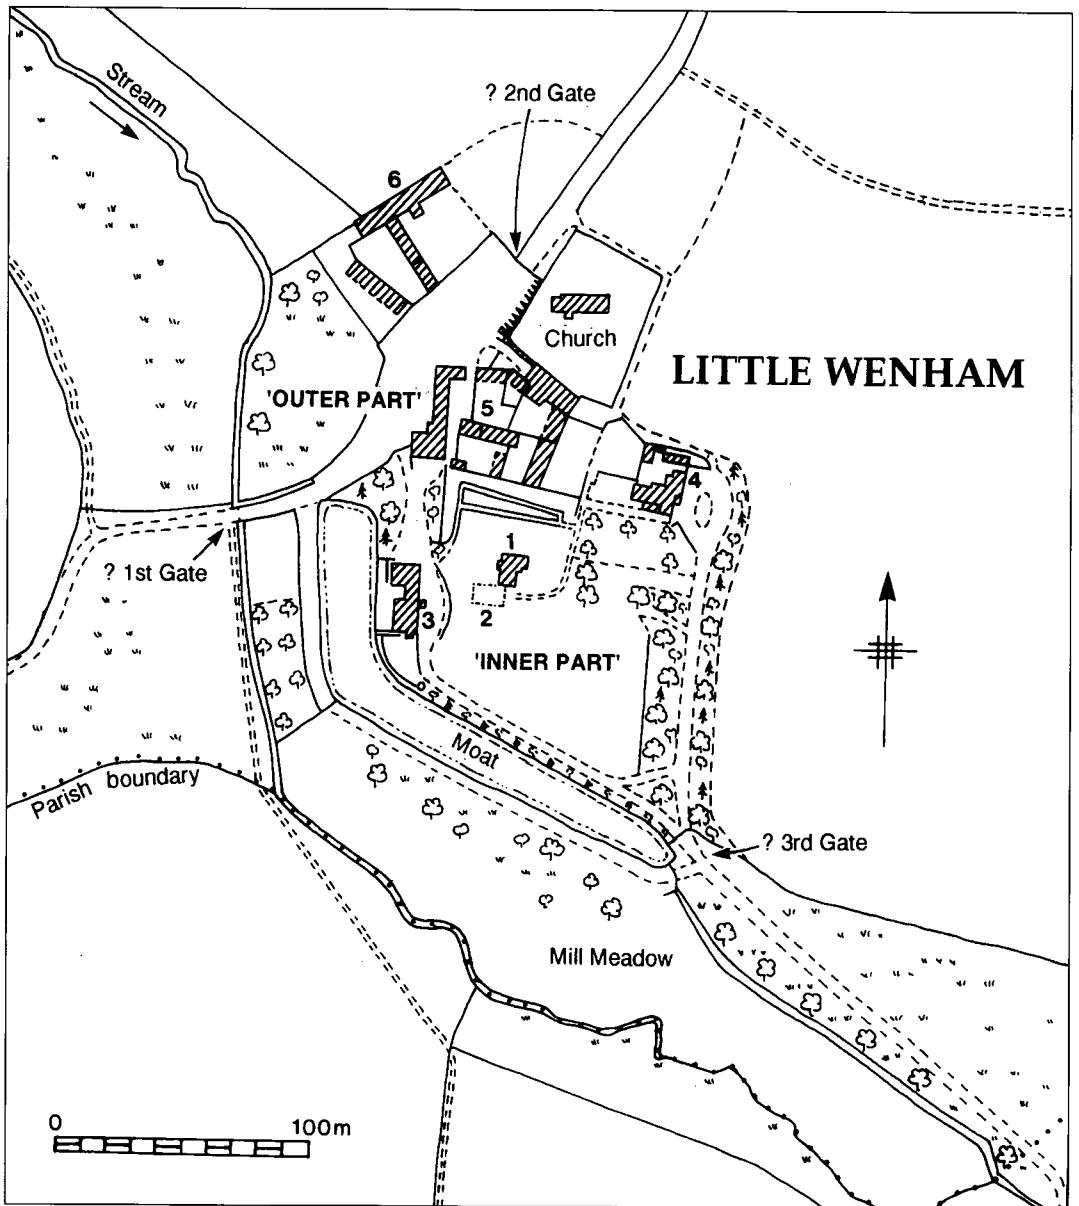 Stream
? 2nd Gate
6
Church
LITTLE WENHAM
'OUTER PART'
5
4
? 1st Gate
1
2
3
'INNER PART'
Moat
Parish boundary
? 3rd Gate
Mill Meadow
0 100m